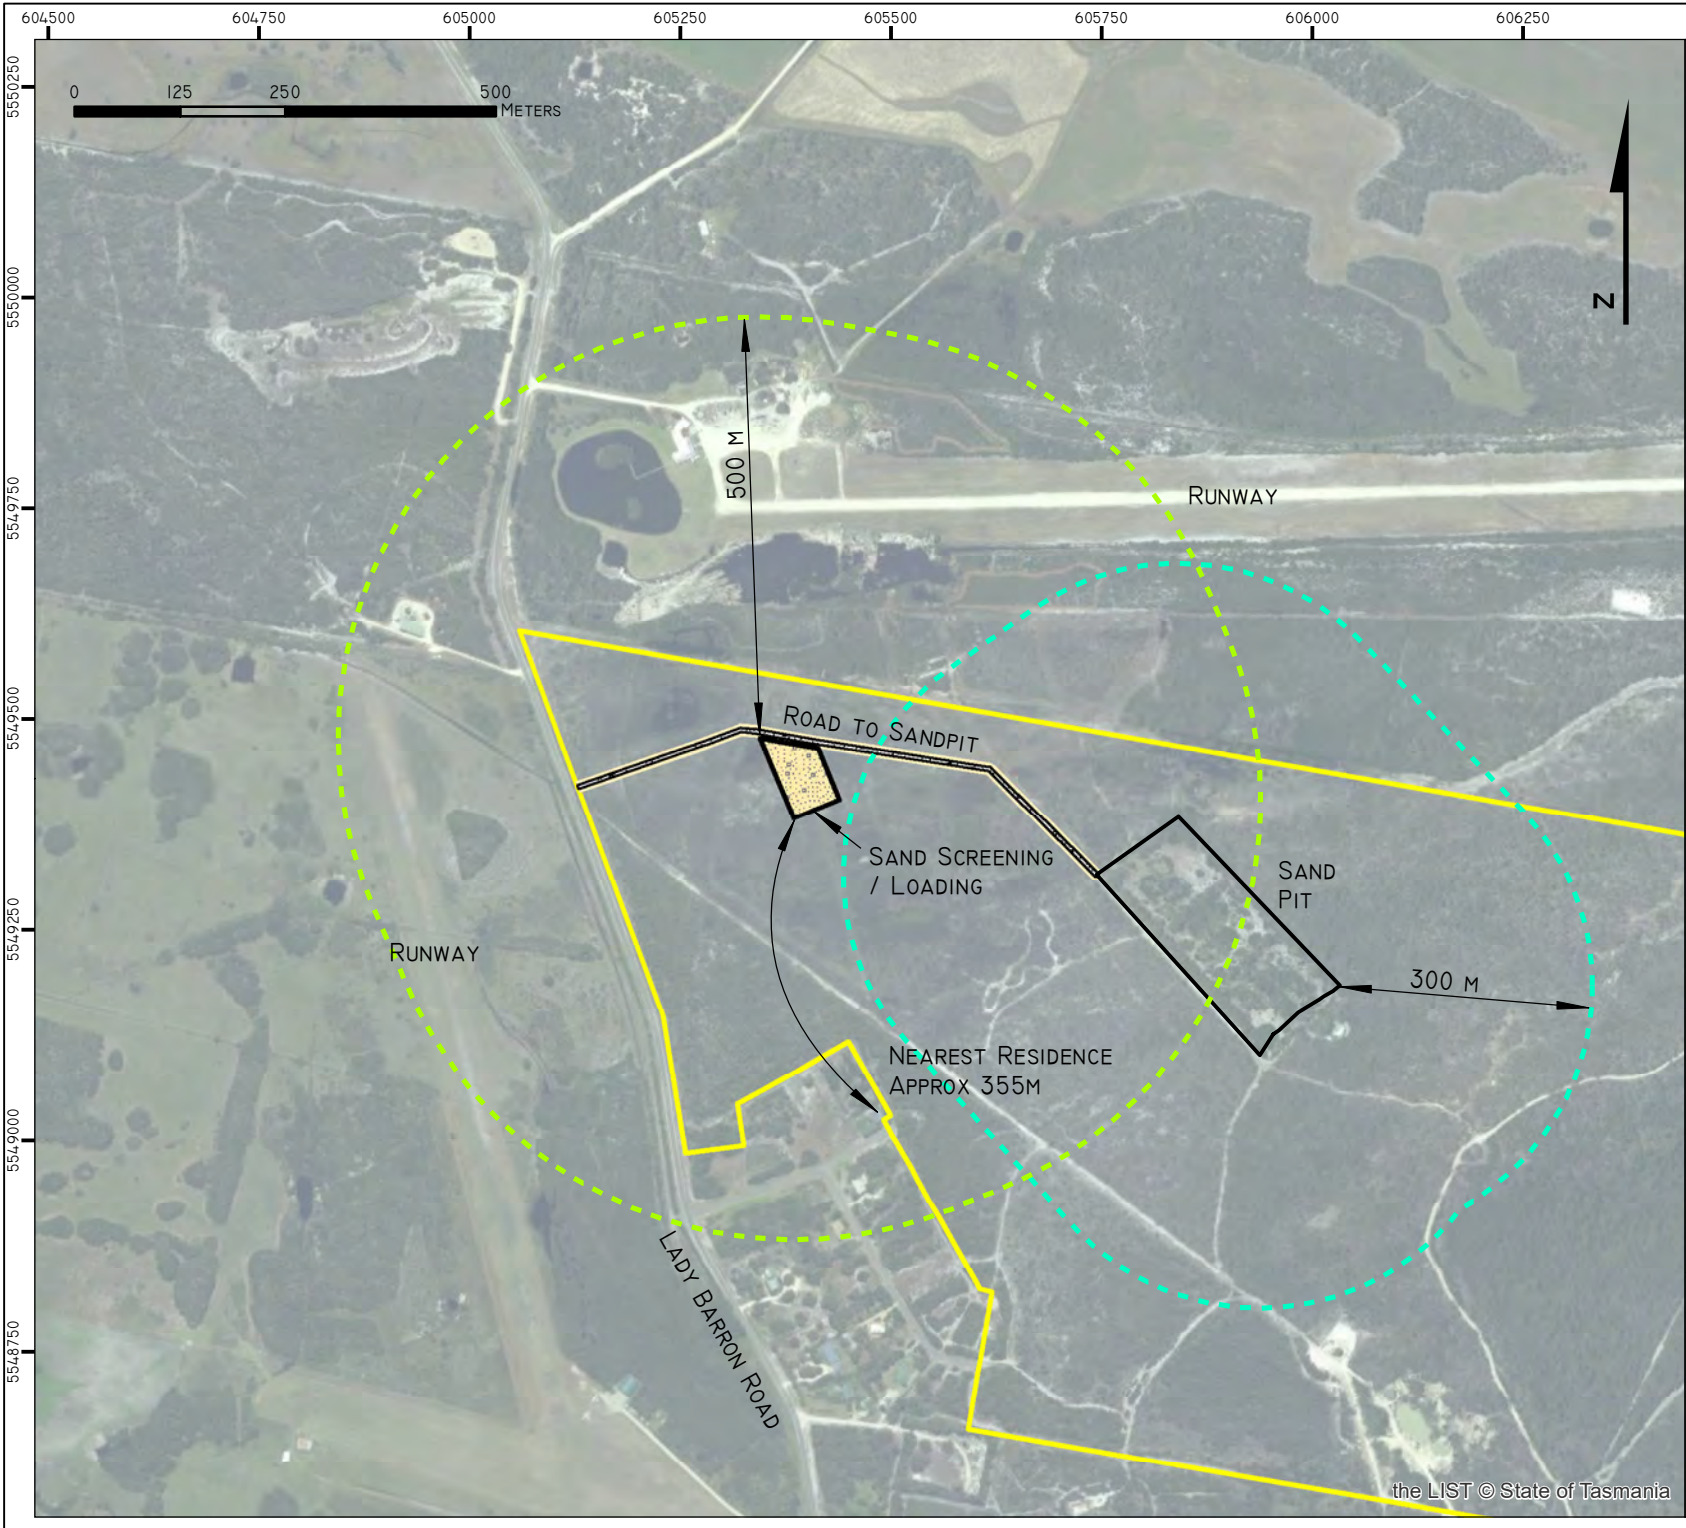 604500 604750 605000 605250 605500 605750 606000 606250
5550250
5550000
5549750
5549500
5549250
5549000
5548750
0 125 250 500
METERS
N
500 M
RUNWAY
ROAD TO SANDPIT
SAND SCREENING
/ LOADING
SAND
PIT
RUNWAY
300 M
NEAREST RESIDENCE
APPROX 355M
LADY BARRON ROAD
the LIST © State of Tasmania